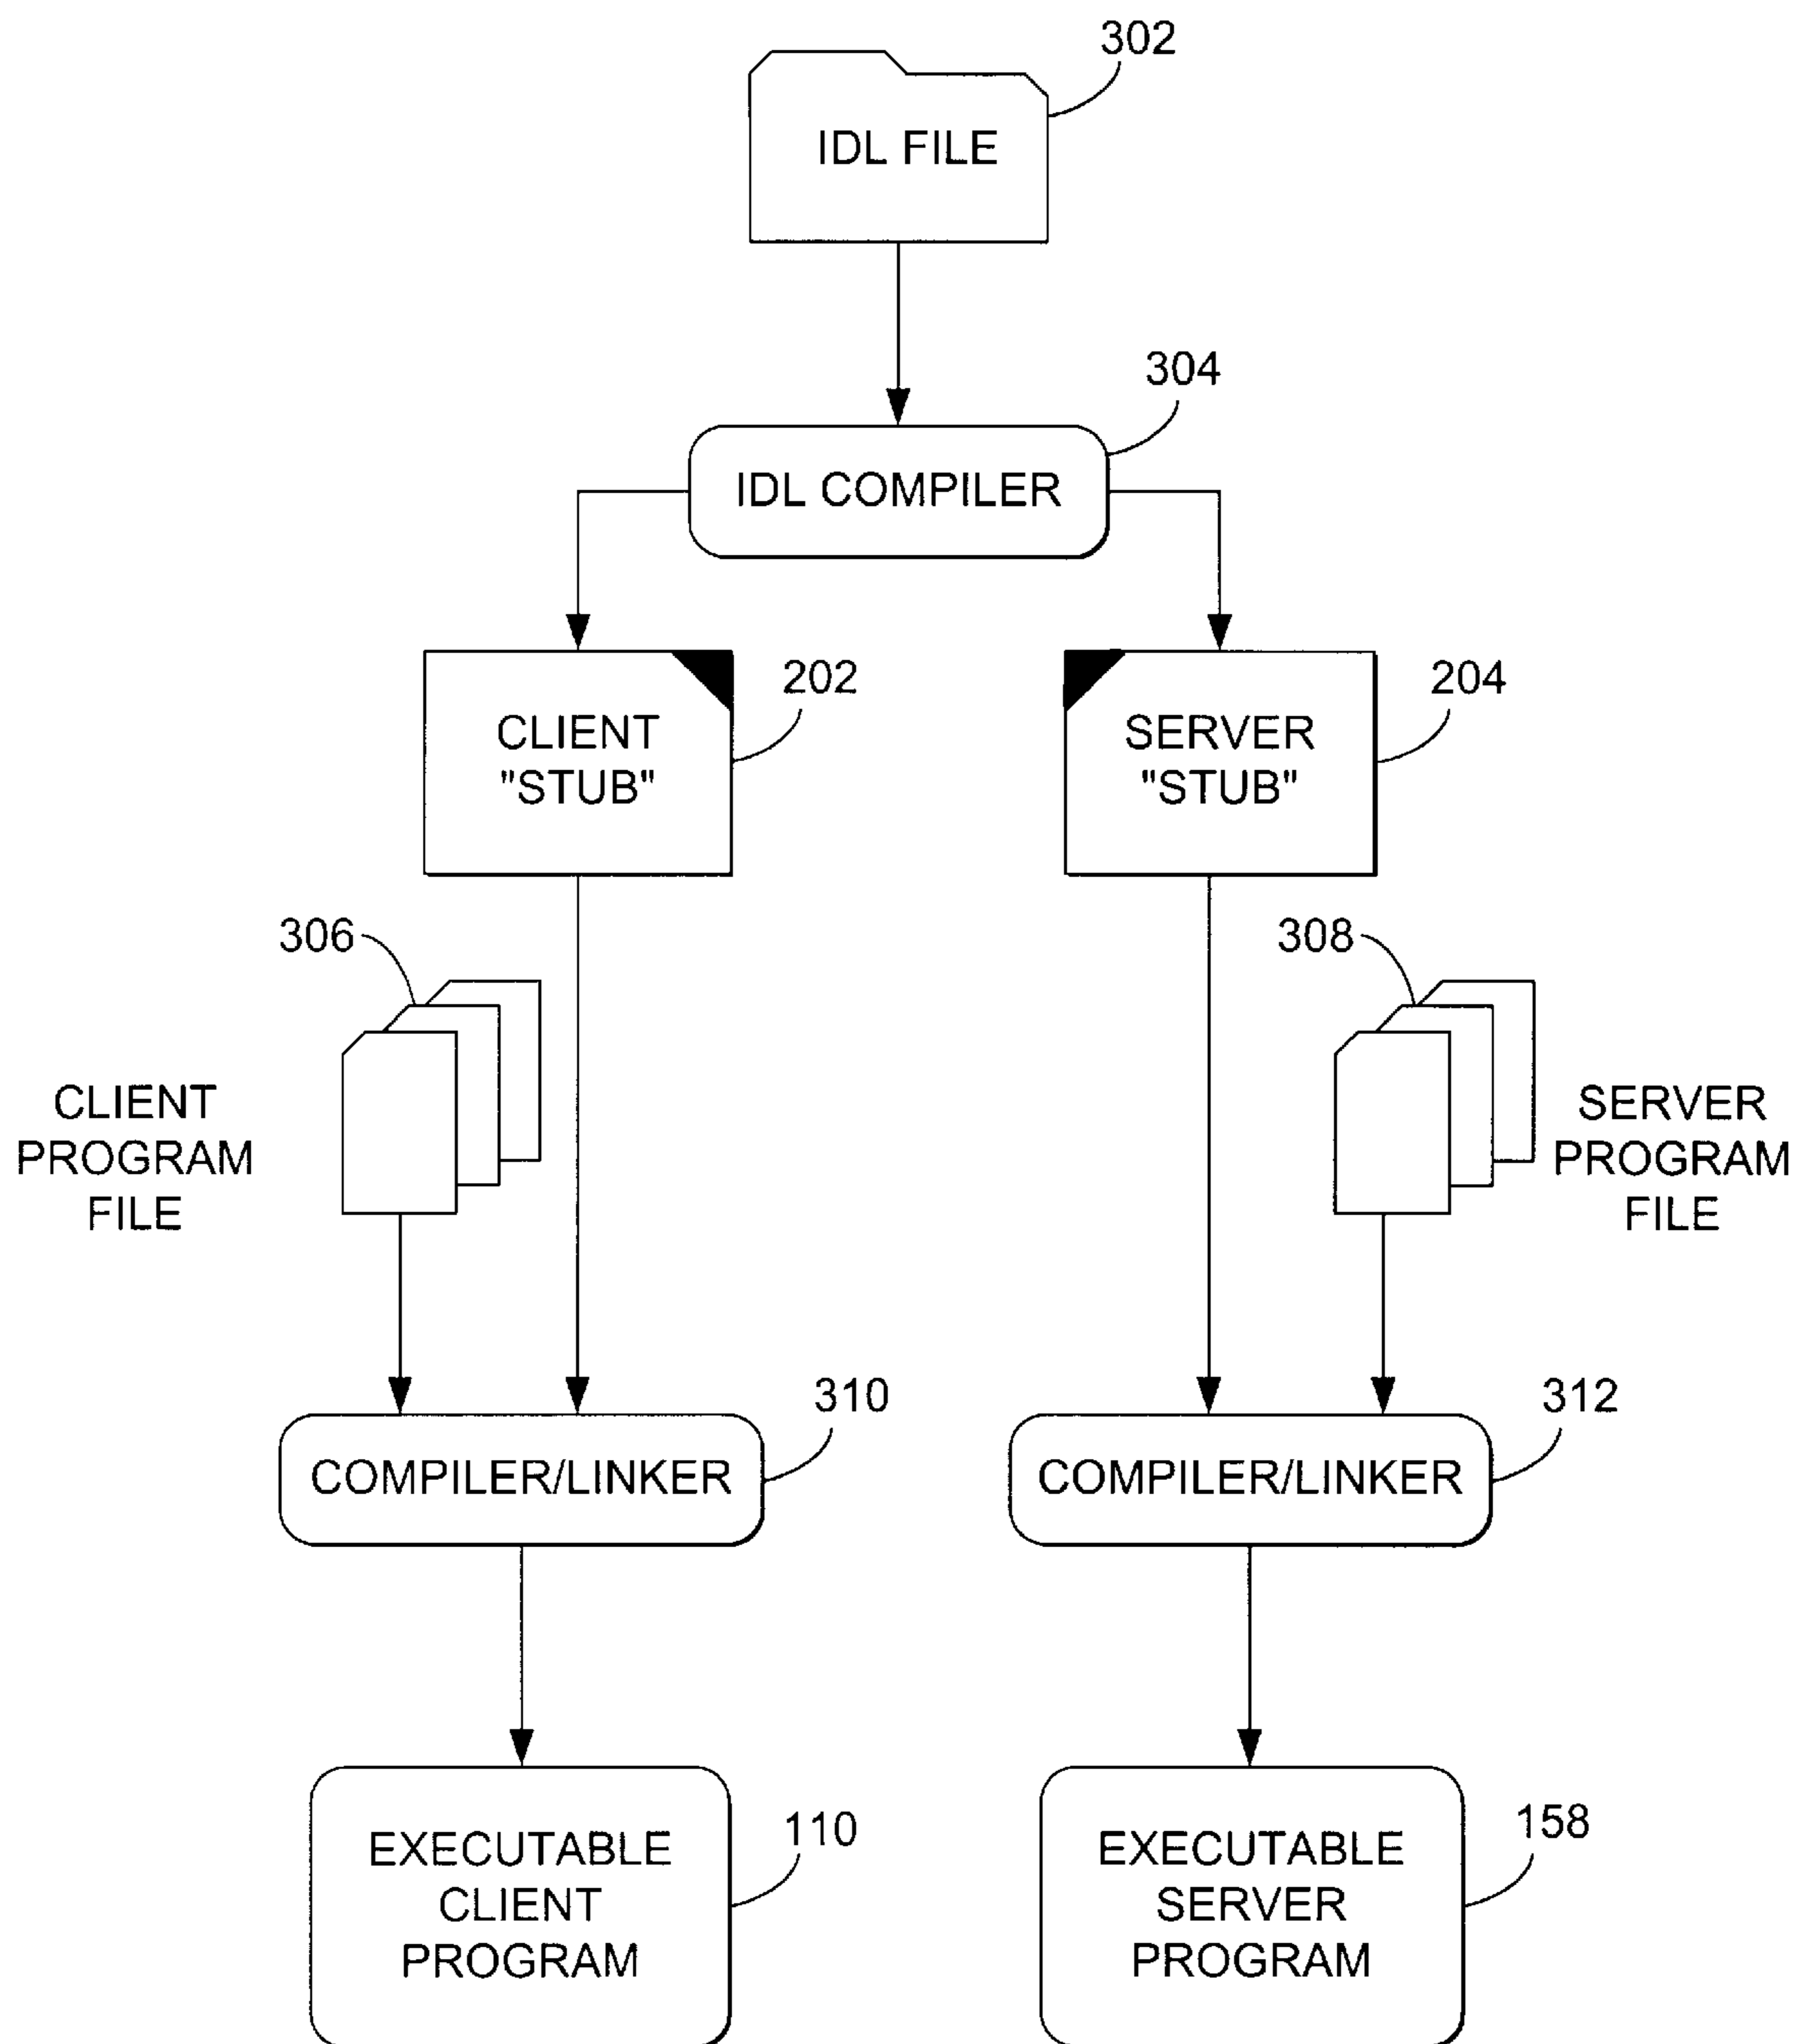 302
IDL FILE
304
IDL COMPILER
202
CLIENT
"STUB"
204
SERVER
"STUB"
306
CLIENT
PROGRAM
FILE
308
SERVER
PROGRAM
FILE
310
COMPILER/LINKER
312
COMPILER/LINKER
110
EXECUTABLE
CLIENT
PROGRAM
158
EXECUTABLE
SERVER
PROGRAM